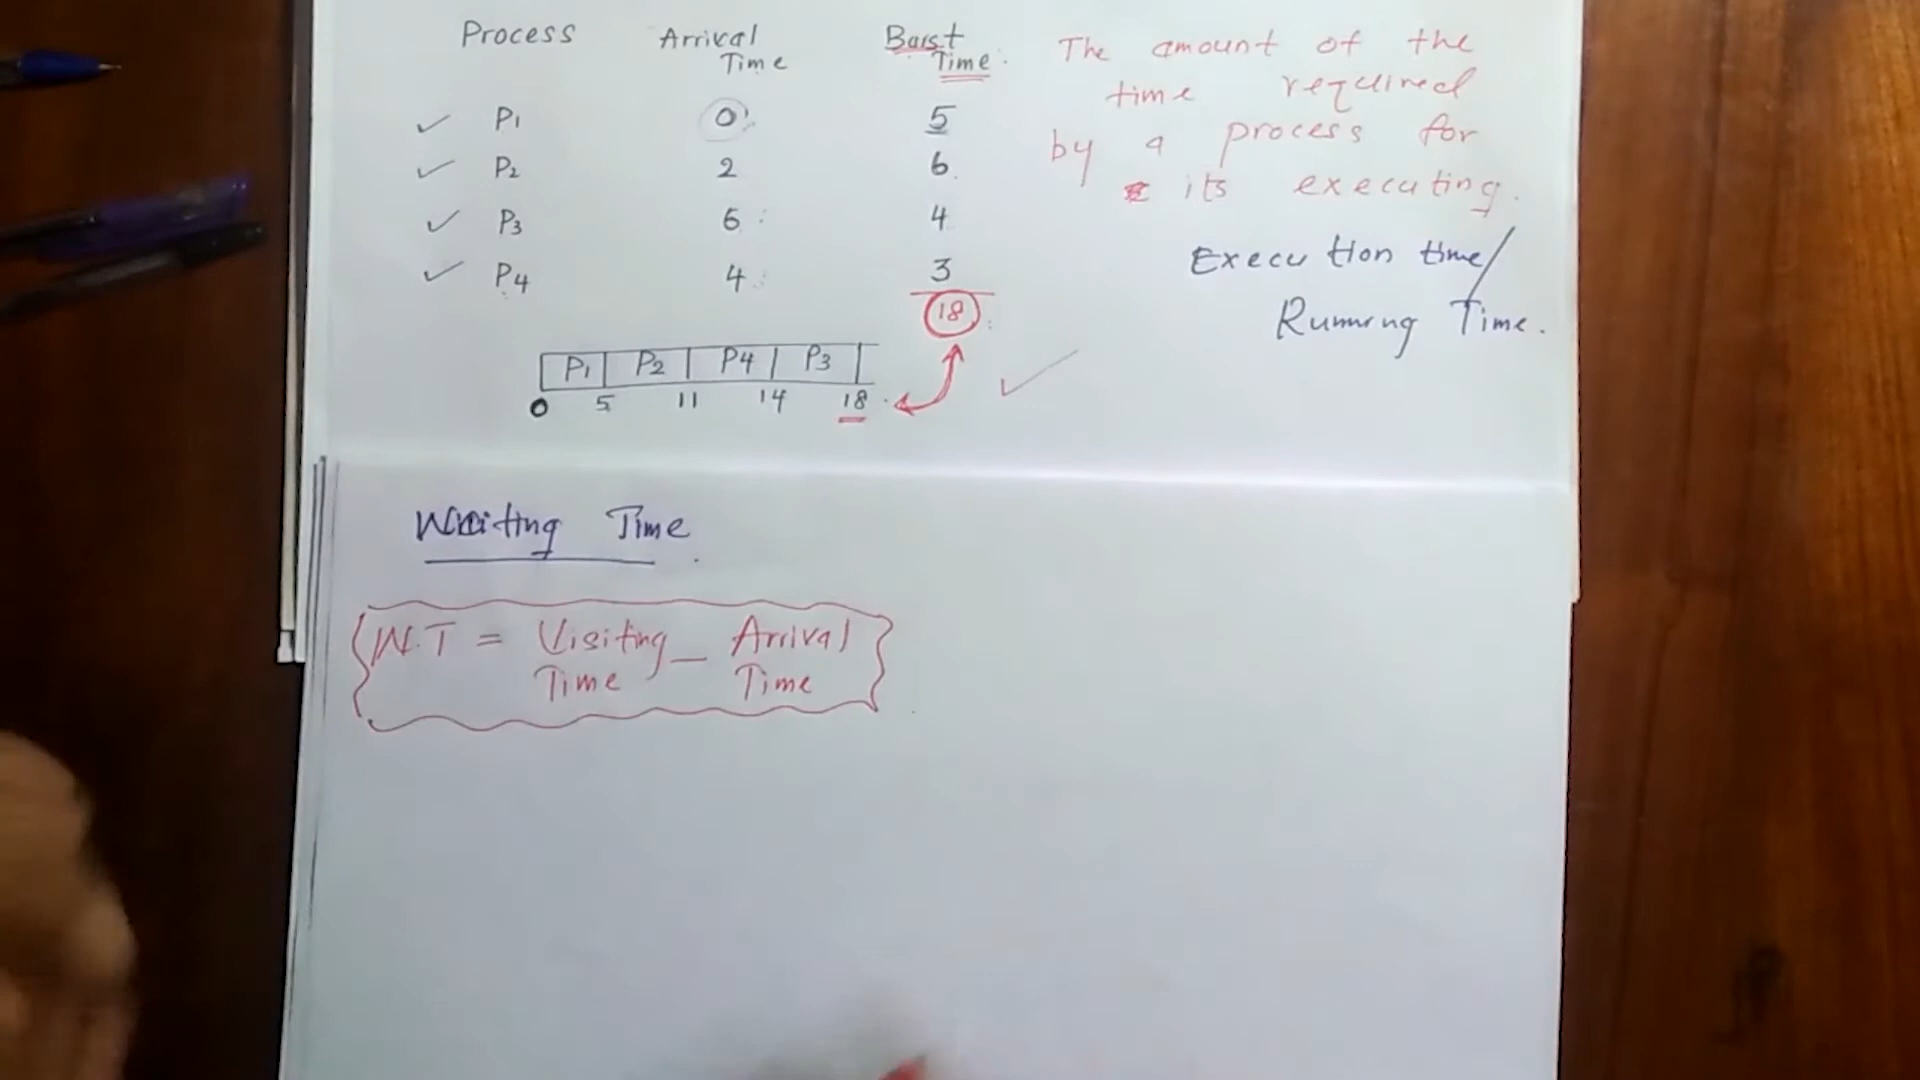 Process Arrival Time Burst Time.
P1 0 5
P2 2 6
P3 6 4
P4 4 3
18
The amount of the
time required
by a process for
its executing.
Execution time/
Running Time.
P1 P2 P4 P3
0 5 11 14 18
Waiting Time
W.T = Visiting Time - Arrival Time